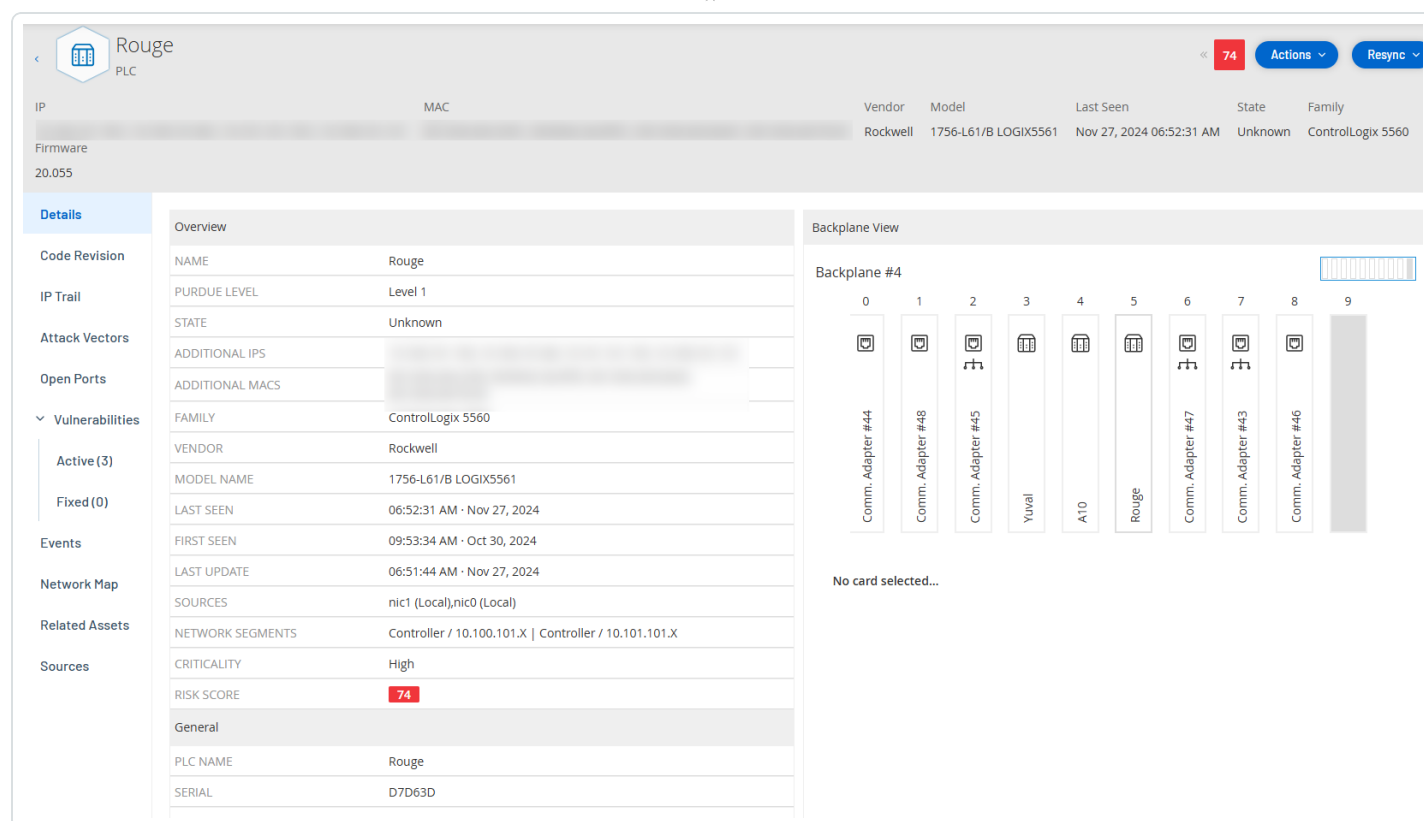 Rouge
PLC
«
74
Actions
Resync
IP
MAC
Vendor
Model
Last Seen
State
Family
Rockwell
1756-L61/B LOGIX5561
Nov 27, 2024 06:52:31 AM
Unknown
ControlLogix 5560
Firmware
20.055
Details
Code Revision
IP Trail
Attack Vectors
Open Ports
Vulnerabilities
Active (3)
Fixed (0)
Events
Network Map
Related Assets
Sources
Overview
NAME Rouge
PURDUE LEVEL Level 1
STATE Unknown
ADDITIONAL IPS
ADDITIONAL MACS
FAMILY ControlLogix 5560
VENDOR Rockwell
MODEL NAME 1756-L61/B LOGIX5561
LAST SEEN 06:52:31 AM · Nov 27, 2024
FIRST SEEN 09:53:34 AM · Oct 30, 2024
LAST UPDATE 06:51:44 AM · Nov 27, 2024
SOURCES nic1 (Local),nic0 (Local)
NETWORK SEGMENTS Controller / 10.100.101.X | Controller / 10.101.101.X
CRITICALITY High
RISK SCORE 74
General
PLC NAME Rouge
SERIAL D7D63D
Backplane View
Backplane #4
0 1 2 3 4 5 6 7 8 9
Comm. Adapter #44
Comm. Adapter #48
Comm. Adapter #45
Yuval
A10
Rouge
Comm. Adapter #47
Comm. Adapter #43
Comm. Adapter #46
No card selected...